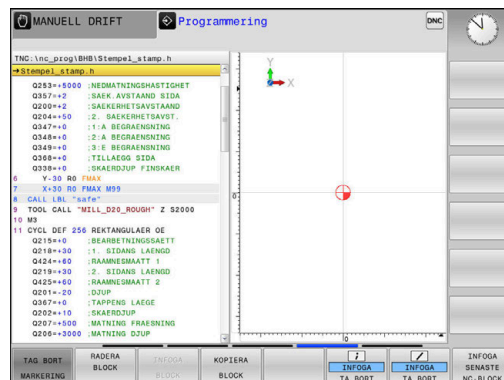 MANUELL DRIFT
Programmering
DNC
TNC:\nc_prog\BHB\Stempel_stamp.h
→Stempel_stamp.h
Q253=+5000 ;NEDMATNINGSHASTIGHET
Q357=+2 ;SAEK.AVSTAND SIDA
Q200=+2 ;SAEKERHETSAVSTAAND
Q204=+50 ;2. SAEKERHETSAVST.
Q347=+0 ;1:A BEGRAENSNING
Q348=+0 ;2:A BEGRAENSNING
Q349=+0 ;3:E BEGRAENSNING
Q368=+0 ;TILLAEGG SIDA
Q338=+0 ;SKAERDJUP FINSKAER
6 Y-30 R0 FMAX
7 X+30 R0 FMAX M99
8 CALL LBL "safe"
9 TOOL CALL "MILL_D20_ROUGH" Z S2000
10 M3
11 CYCL DEF 256 REKTANGULAER OE
Q215=+0 ;BEARBETNINGSSAETT
Q218=+30 ;1. SIDANS LAENGD
Q424=+60 ;RAAMNESMAATT 1
Q219=+30 ;2. SIDANS LAENGD
Q425=+60 ;RAAMNESMAATT 2
Q201=-20 ;DJUP
Q367=+0 ;TAPPENS LAEGE
Q202=+10 ;SKAERDJUP
Q207=+500 ;MATNING FRAESNING
Q206=+3000 ;MATNING DJUP
Y
X
0
0
TAG BORT
MARKERING
RADERA
BLOCK
INFOGA
BLOCK
KOPIERA
BLOCK
INFOGA
TA BORT
INFOGA
TA BORT
INFOGA
SENASTE
NC-BLOCK